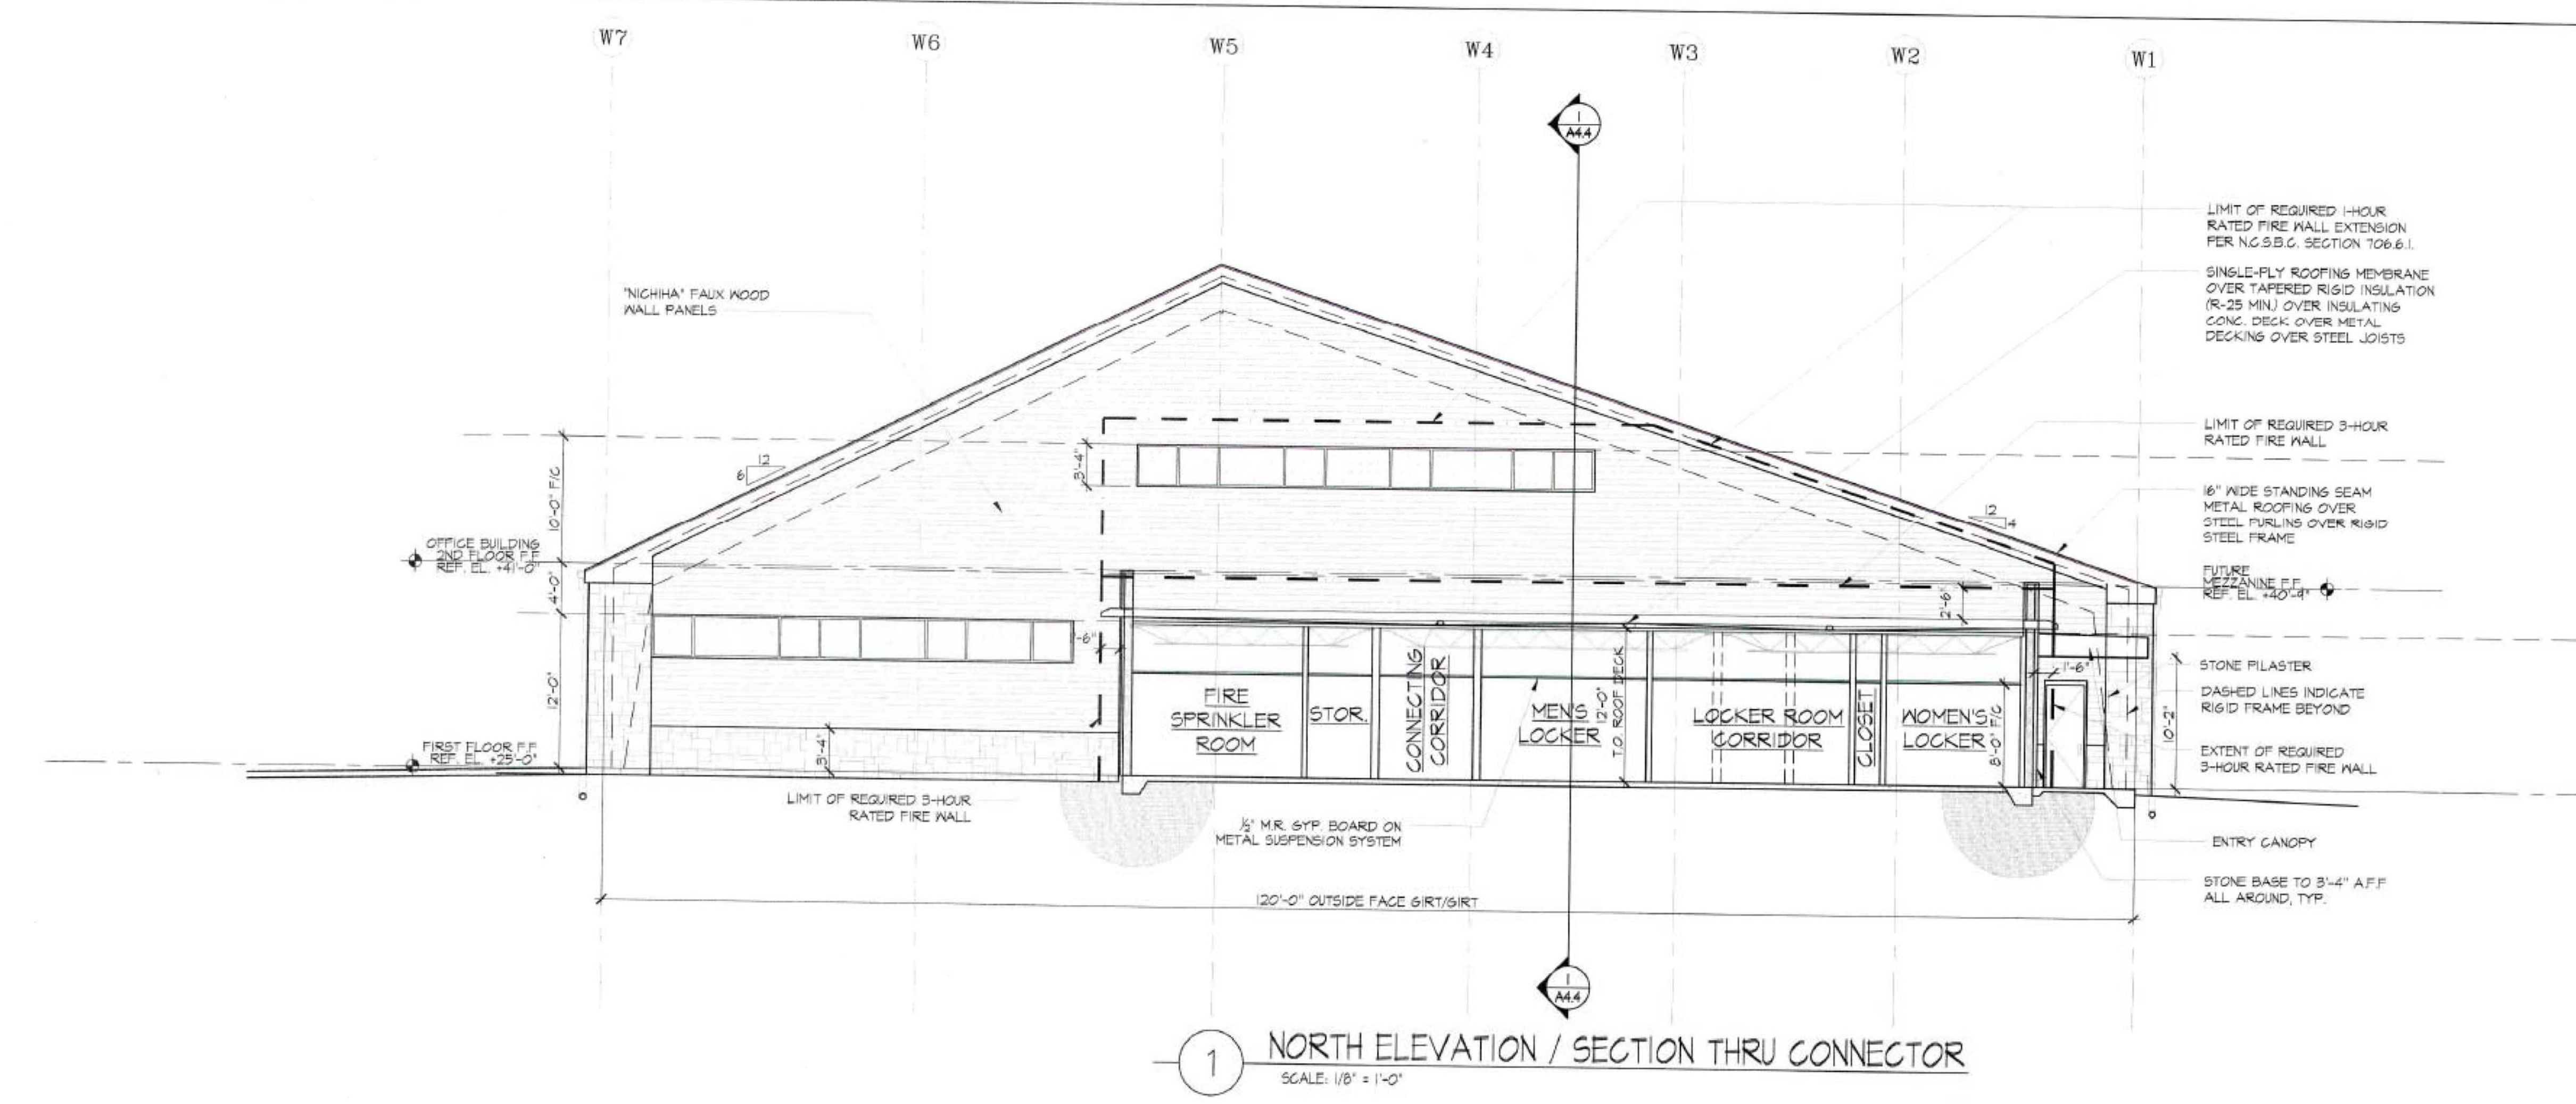 W7
W6
W5
W4
W3
W2
W1
1
A4.4
LIMIT OF REQUIRED 1-HOUR
RATED FIRE WALL EXTENSION
PER N.C.S.B.C. SECTION 706.6.1.
SINGLE-PLY ROOFING MEMBRANE
OVER TAPERED RIGID INSULATION
(R-25 MIN.) OVER INSULATING
CONC. DECK OVER METAL
DECKING OVER STEEL JOISTS
"NICHIHA" FAUX WOOD
WALL PANELS
LIMIT OF REQUIRED 3-HOUR
RATED FIRE WALL
12
6
3'-4"
10'-0" F/C
16" WIDE STANDING SEAM
METAL ROOFING OVER
STEEL PURLINS OVER RIGID
STEEL FRAME
12
4
OFFICE BUILDING
2ND FLOOR F.F.
REF. EL. +41'-0"
4'-0"
FUTURE
MEZZANINE F.F.
REF. EL. +40'-9"
2'-6"
-6"
1'-6"
STONE PILASTER
DASHED LINES INDICATE
RIGID FRAME BEYOND
12'-0"
FIRE
SPRINKLER
ROOM
STOR.
CONNECTING
CORRIDOR
MEN'S
LOCKER
12'-0"
T.O. ROOF DECK
LOCKER ROOM
CORRIDOR
CLOSET
WOMEN'S
LOCKER
8'-0" F/C
10'-2"
FIRST FLOOR F.F.
REF. EL. +25'-0"
3'-4"
EXTENT OF REQUIRED
3-HOUR RATED FIRE WALL
LIMIT OF REQUIRED 3-HOUR
RATED FIRE WALL
1/2" M.R. GYP. BOARD ON
METAL SUSPENSION SYSTEM
ENTRY CANOPY
STONE BASE TO 3'-4" A.F.F
ALL AROUND, TYP.
120'-0" OUTSIDE FACE GIRT/GIRT
1
A4.4
1
NORTH ELEVATION / SECTION THRU CONNECTOR
SCALE: 1/8" = 1'-0"